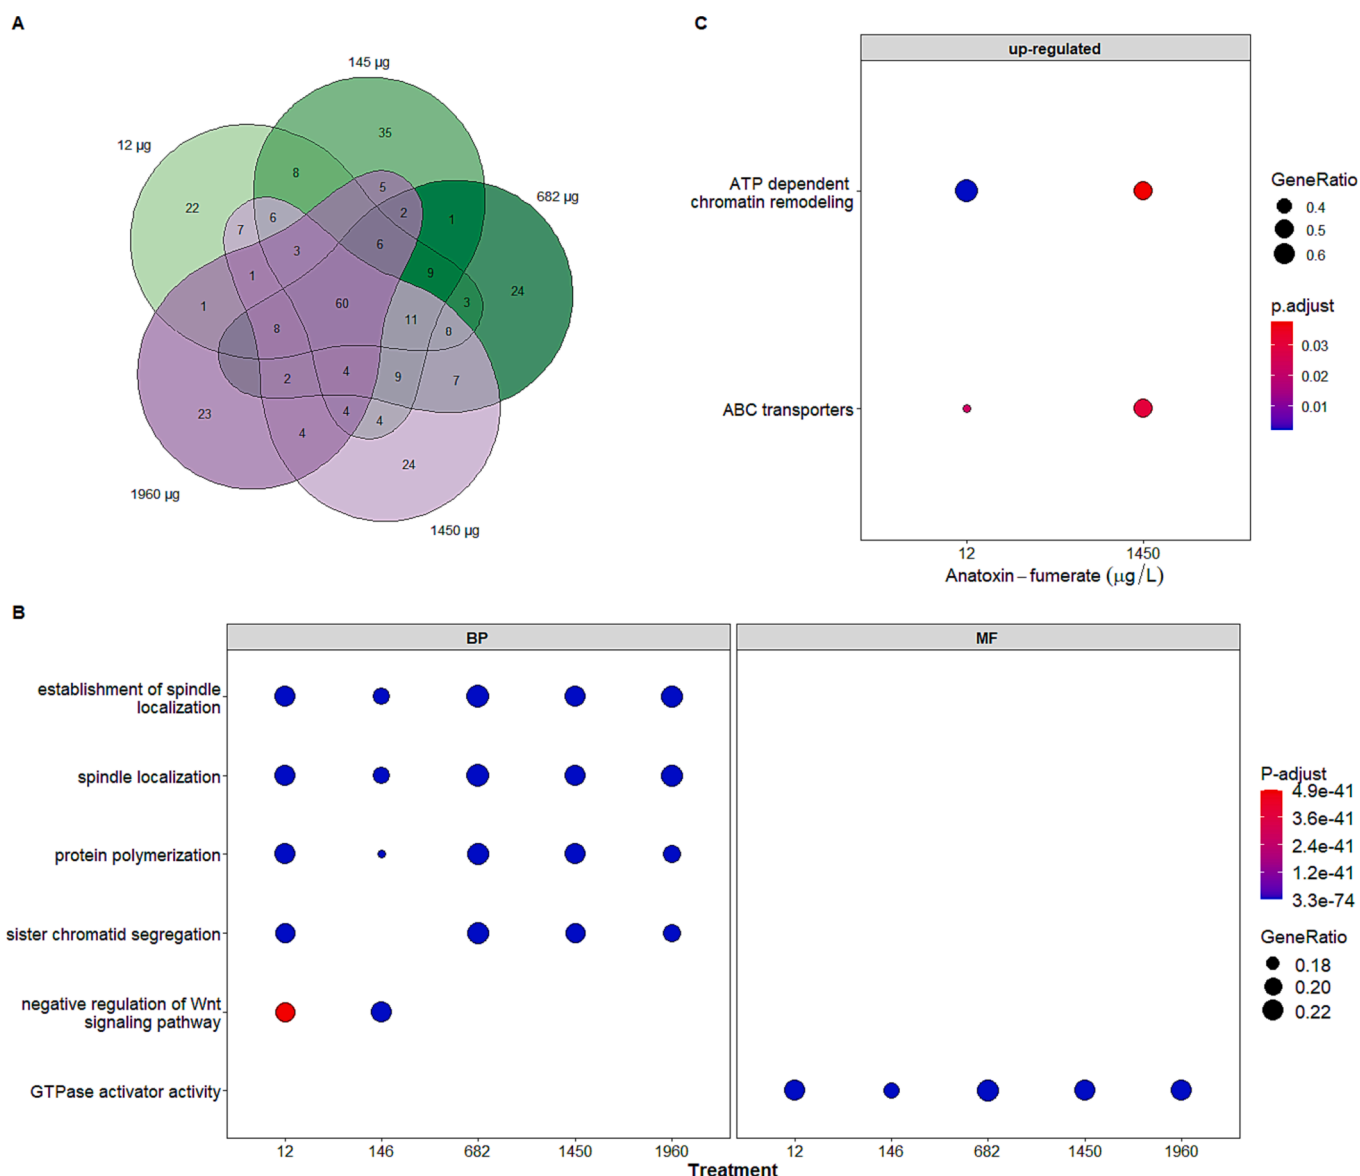 A
145 µg
12 µg
682 µg
1960 µg
1450 µg
35
8
5
22
2
1
6
7
6
3
9
24
1
3
60
1
11
8
8
4
9
7
2
23
4
4
4
24
C
up-regulated
ATP dependent
chromatin remodeling
ABC transporters
12
1450
Anatoxin-fumerate (µg/L)
GeneRatio
0.4
0.5
0.6
p.adjust
0.03
0.02
0.01
B
BP
MF
establishment of spindle
localization
spindle localization
protein polymerization
sister chromatid segregation
negative regulation of Wnt
signaling pathway
GTPase activator activity
12 146 682 1450 1960
12 146 682 1450 1960
Treatment
P-adjust
4.9e-41
3.6e-41
2.4e-41
1.2e-41
3.3e-74
GeneRatio
0.18
0.20
0.22